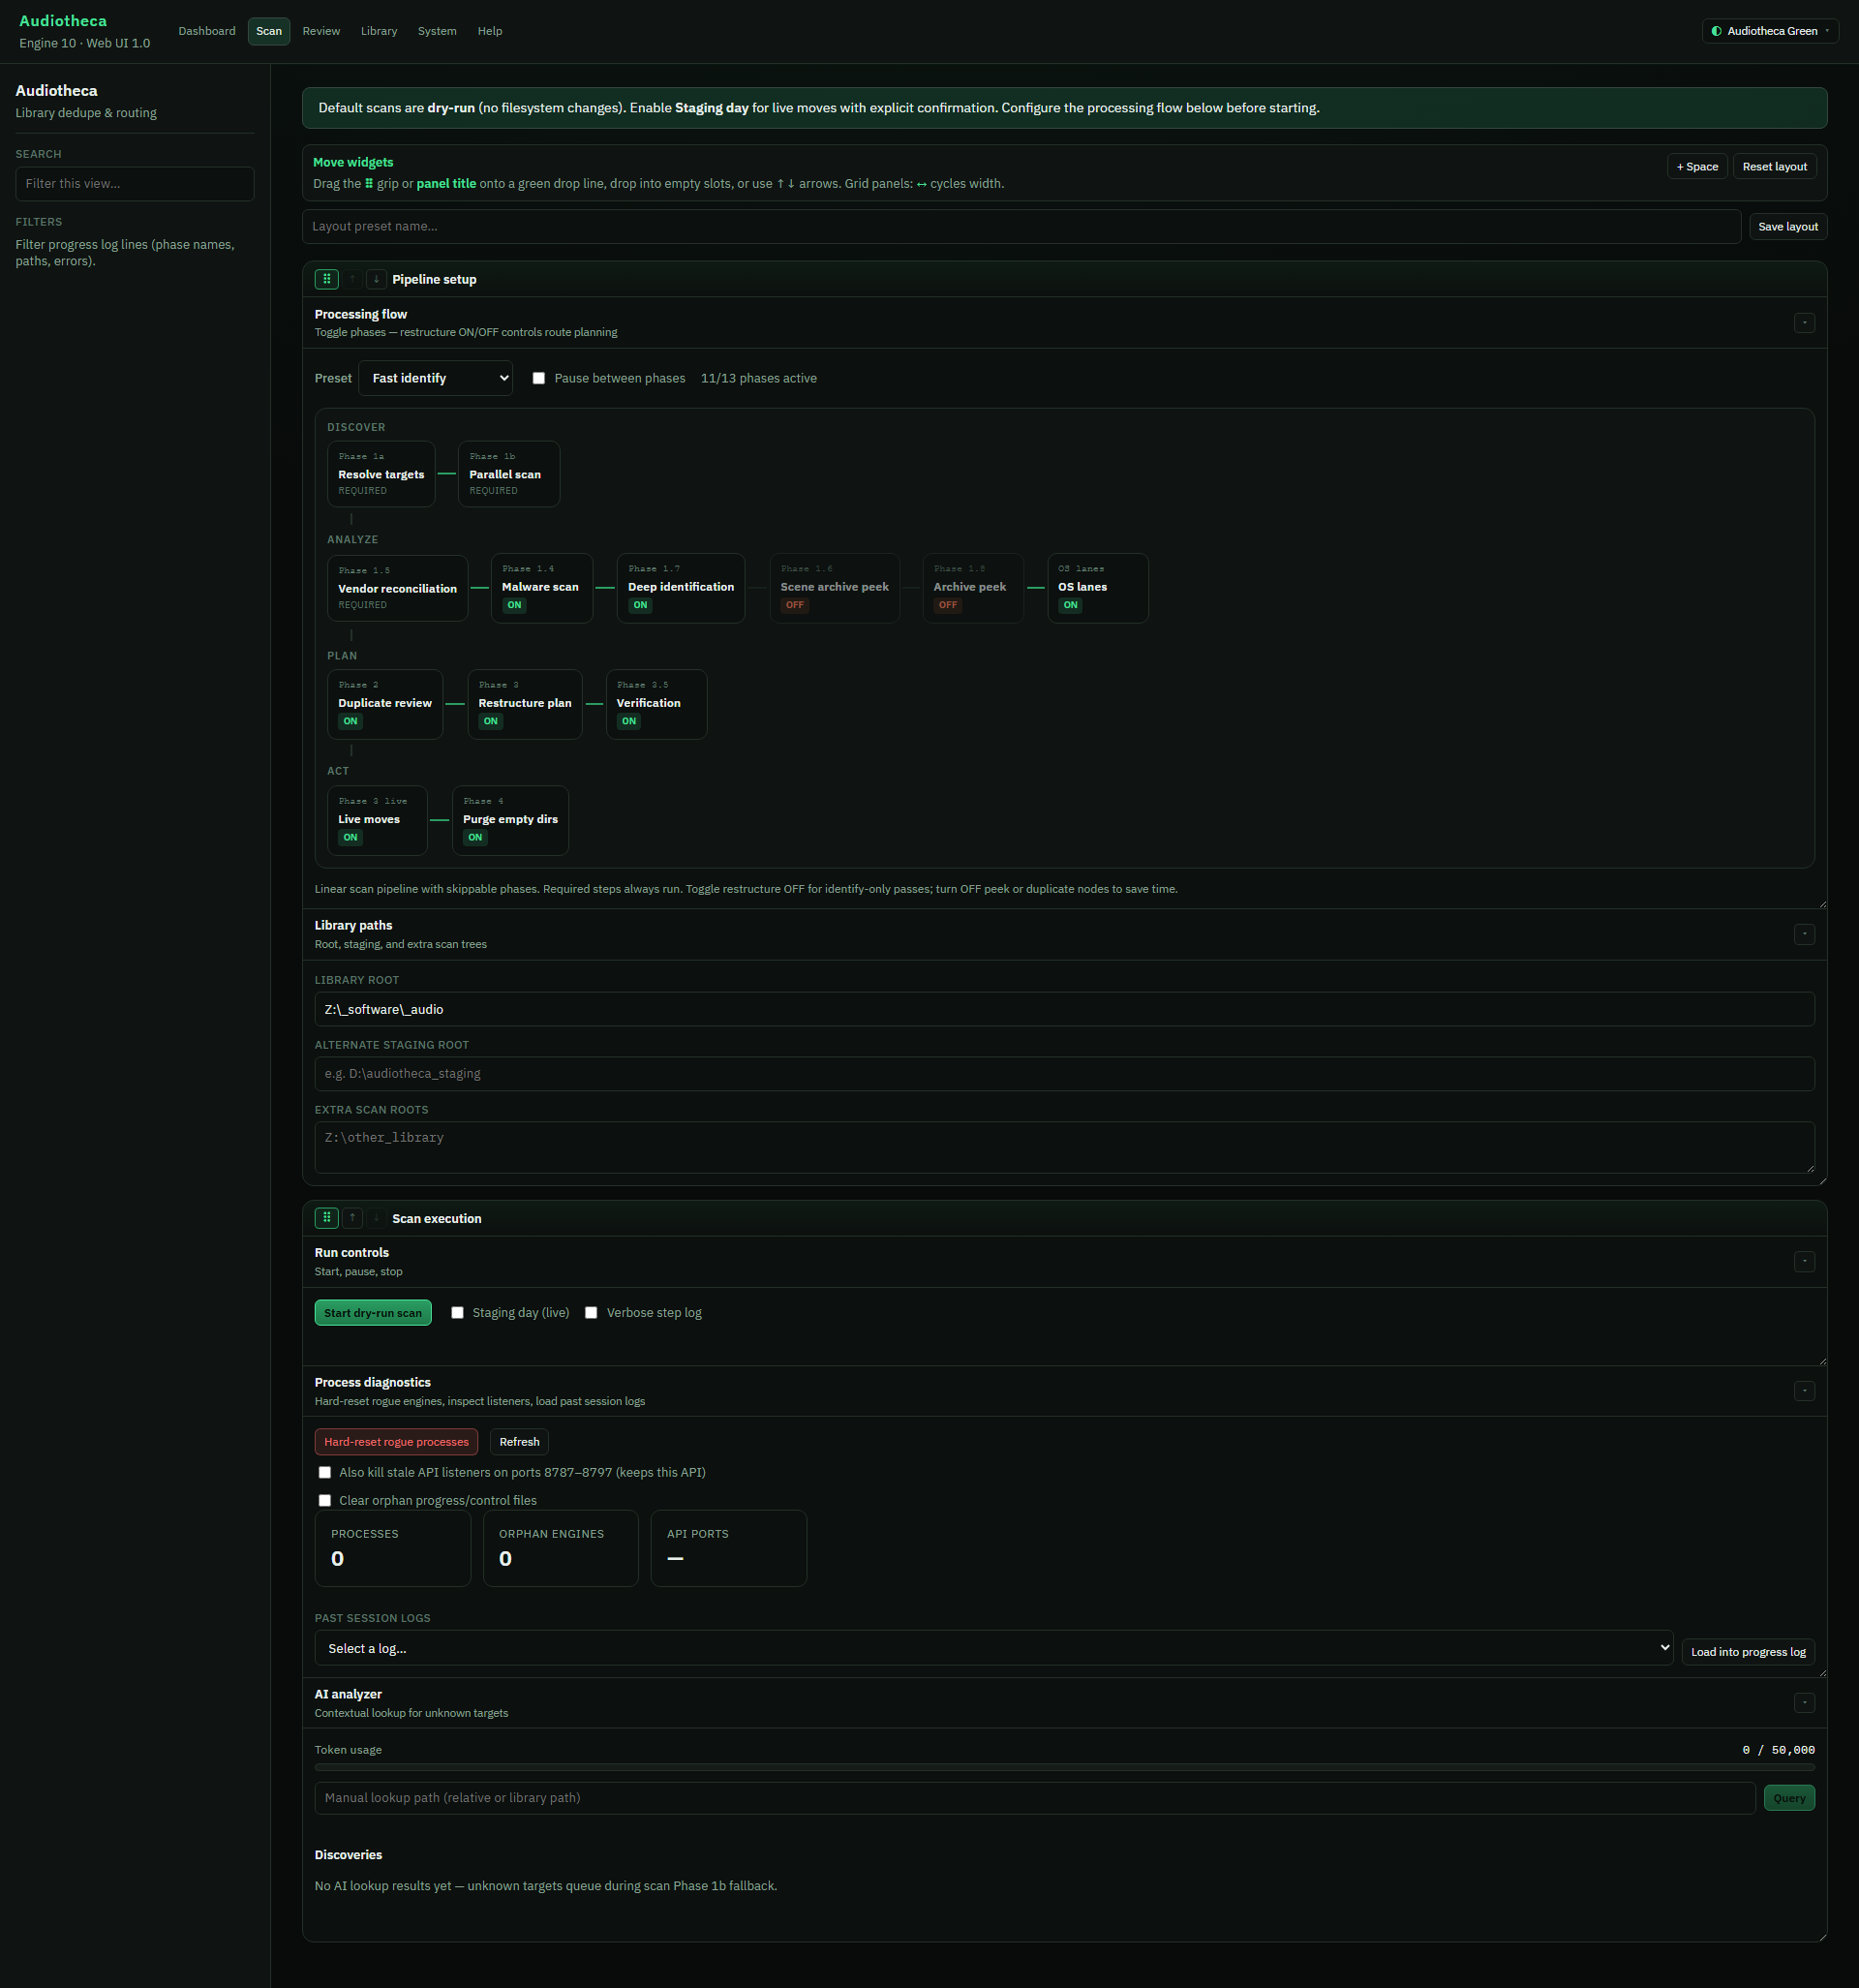 Audiotheca
Engine 10 · Web UI 1.0
Dashboard
Scan
Review
Library
System
Help
Audiotheca Green
Audiotheca
Library dedupe & routing
SEARCH
Filter this view...
FILTERS
Filter progress log lines (phase names,
paths, errors).
Default scans are dry-run (no filesystem changes). Enable Staging day for live moves with explicit confirmation. Configure the processing flow below before starting.
Move widgets
Drag the ⠿ grip or panel title onto a green drop line, drop into empty slots, or use ↑ ↓ arrows. Grid panels: ↔ cycles width.
+ Space
Reset layout
Layout preset name...
Save layout
Pipeline setup
Processing flow
Toggle phases — restructure ON/OFF controls route planning
Preset
Fast identify
Pause between phases
11/13 phases active
DISCOVER
Phase 1a
Resolve targets
REQUIRED
Phase 1b
Parallel scan
REQUIRED
ANALYZE
Phase 1.5
Vendor reconciliation
REQUIRED
Phase 1.4
Malware scan
ON
Phase 1.7
Deep identification
ON
Phase 1.6
Scene archive peek
OFF
Phase 1.8
Archive peek
OFF
OS lanes
OS lanes
ON
PLAN
Phase 2
Duplicate review
ON
Phase 3
Restructure plan
ON
Phase 3.5
Verification
ON
ACT
Phase 3 live
Live moves
ON
Phase 4
Purge empty dirs
ON
Linear scan pipeline with skippable phases. Required steps always run. Toggle restructure OFF for identify-only passes; turn OFF peek or duplicate nodes to save time.
Library paths
Root, staging, and extra scan trees
LIBRARY ROOT
Z:\_software\_audio
ALTERNATE STAGING ROOT
e.g. D:\audiotheca_staging
EXTRA SCAN ROOTS
Z:\other_library
Scan execution
Run controls
Start, pause, stop
Start dry-run scan
Staging day (live)
Verbose step log
Process diagnostics
Hard-reset rogue engines, inspect listeners, load past session logs
Hard-reset rogue processes
Refresh
Also kill stale API listeners on ports 8787–8797 (keeps this API)
Clear orphan progress/control files
PROCESSES
0
ORPHAN ENGINES
0
API PORTS
—
PAST SESSION LOGS
Select a log...
Load into progress log
AI analyzer
Contextual lookup for unknown targets
Token usage
0 / 50,000
Manual lookup path (relative or library path)
Query
Discoveries
No AI lookup results yet — unknown targets queue during scan Phase 1b fallback.